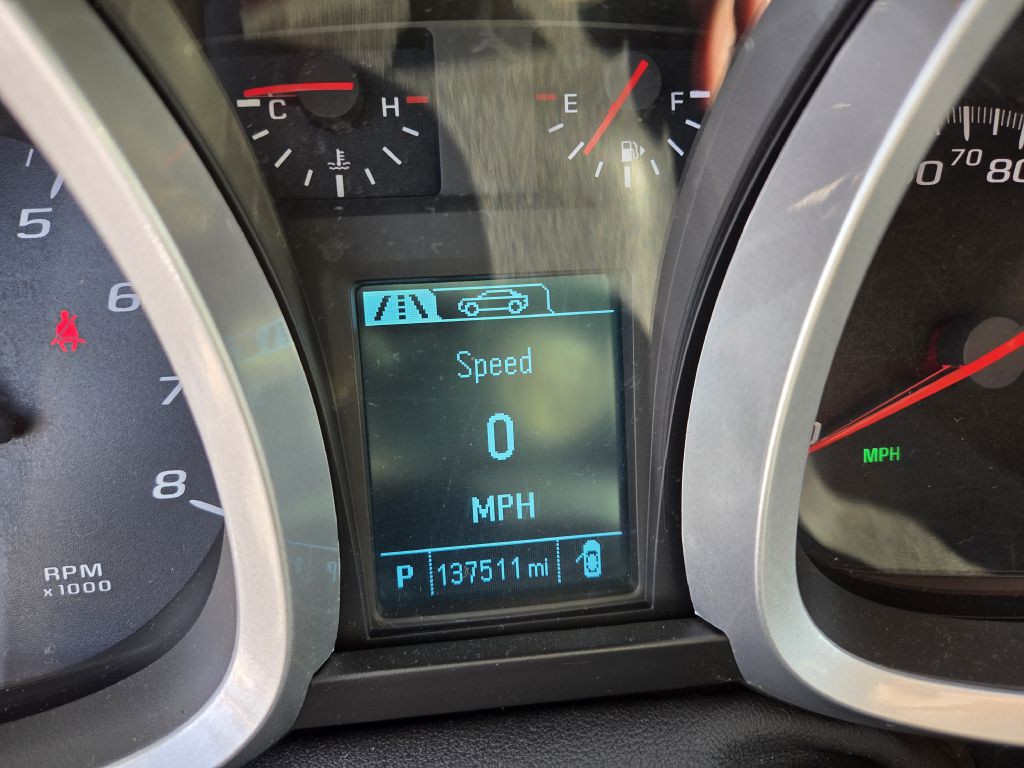 C H
E F
70 80
5
6
7
8
RPM
x1000
Speed
0
MPH
P 137511 mi
MPH